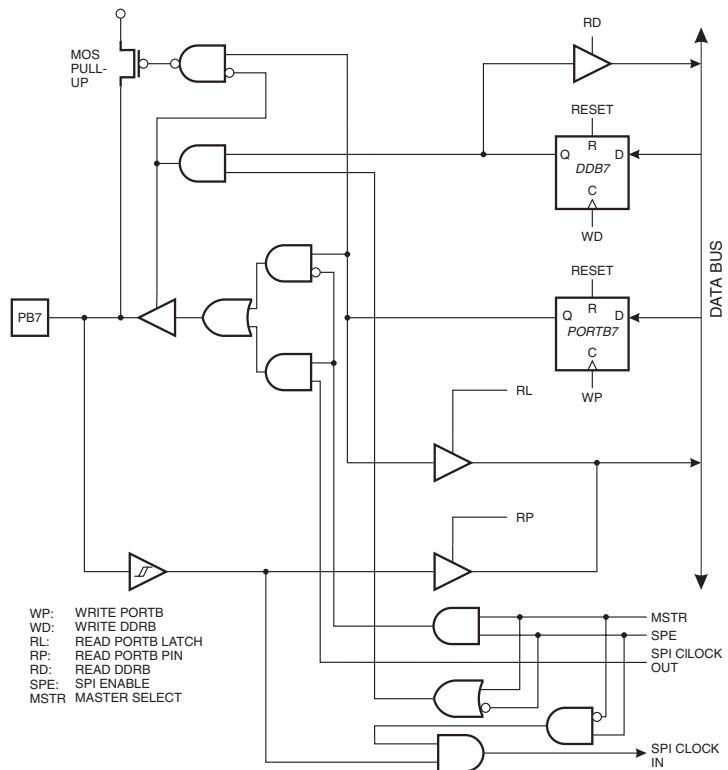 RD
MOS
PULL-
UP
RESET
R
Q
D
DDB7
C
WD
DATA BUS
RESET
R
Q
D
PB7
PORTB7
C
WP
RL
RP
WP: WRITE PORTB
WD: WRITE DDRB
RL: READ PORTB LATCH
RP: READ PORTB PIN
RD: READ DDRB
SPE: SPI ENABLE
MSTR MASTER SELECT
MSTR
SPE
SPI CILOCK
OUT
SPI CLOCK
IN